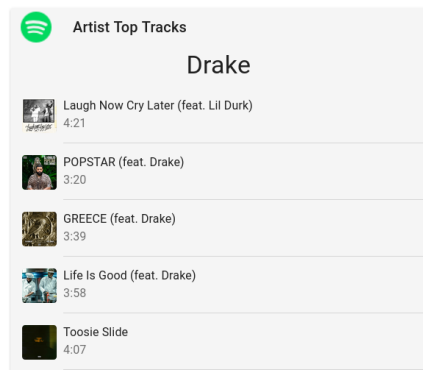 Artist Top Tracks
Drake
Laugh Now Cry Later (feat. Lil Durk)
4:21
POPSTAR (feat. Drake)
3:20
GREECE (feat. Drake)
3:39
Life Is Good (feat. Drake)
3:58
Toosie Slide
4:07